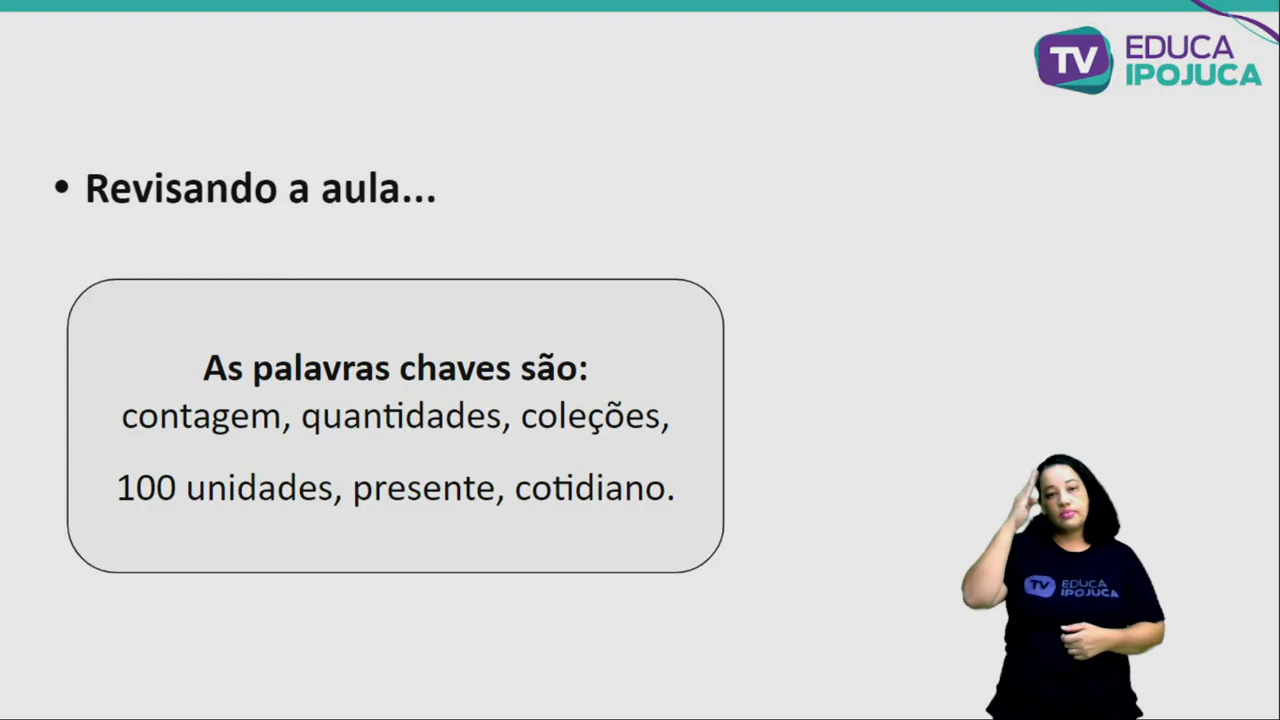 TV EDUCA
IPOJUCA
• Revisando a aula...
As palavras chaves são:
contagem, quantidades, coleções,
100 unidades, presente, cotidiano.
TV EDUCA
IPOJUCA